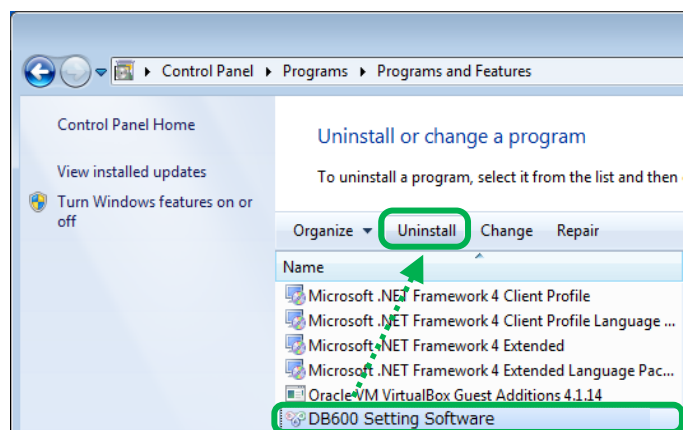 Control Panel Programs Programs and Features
Control Panel Home
Uninstall or change a program
View installed updates
To uninstall a program, select it from the list and then
Turn Windows features on or
off
Organize Uninstall Change Repair
Name
Microsoft .NET Framework 4 Client Profile
Microsoft .NET Framework 4 Client Profile Language ...
Microsoft .NET Framework 4 Extended
Microsoft .NET Framework 4 Extended Language Pac...
Oracle VM VirtualBox Guest Additions 4.1.14
DB600 Setting Software